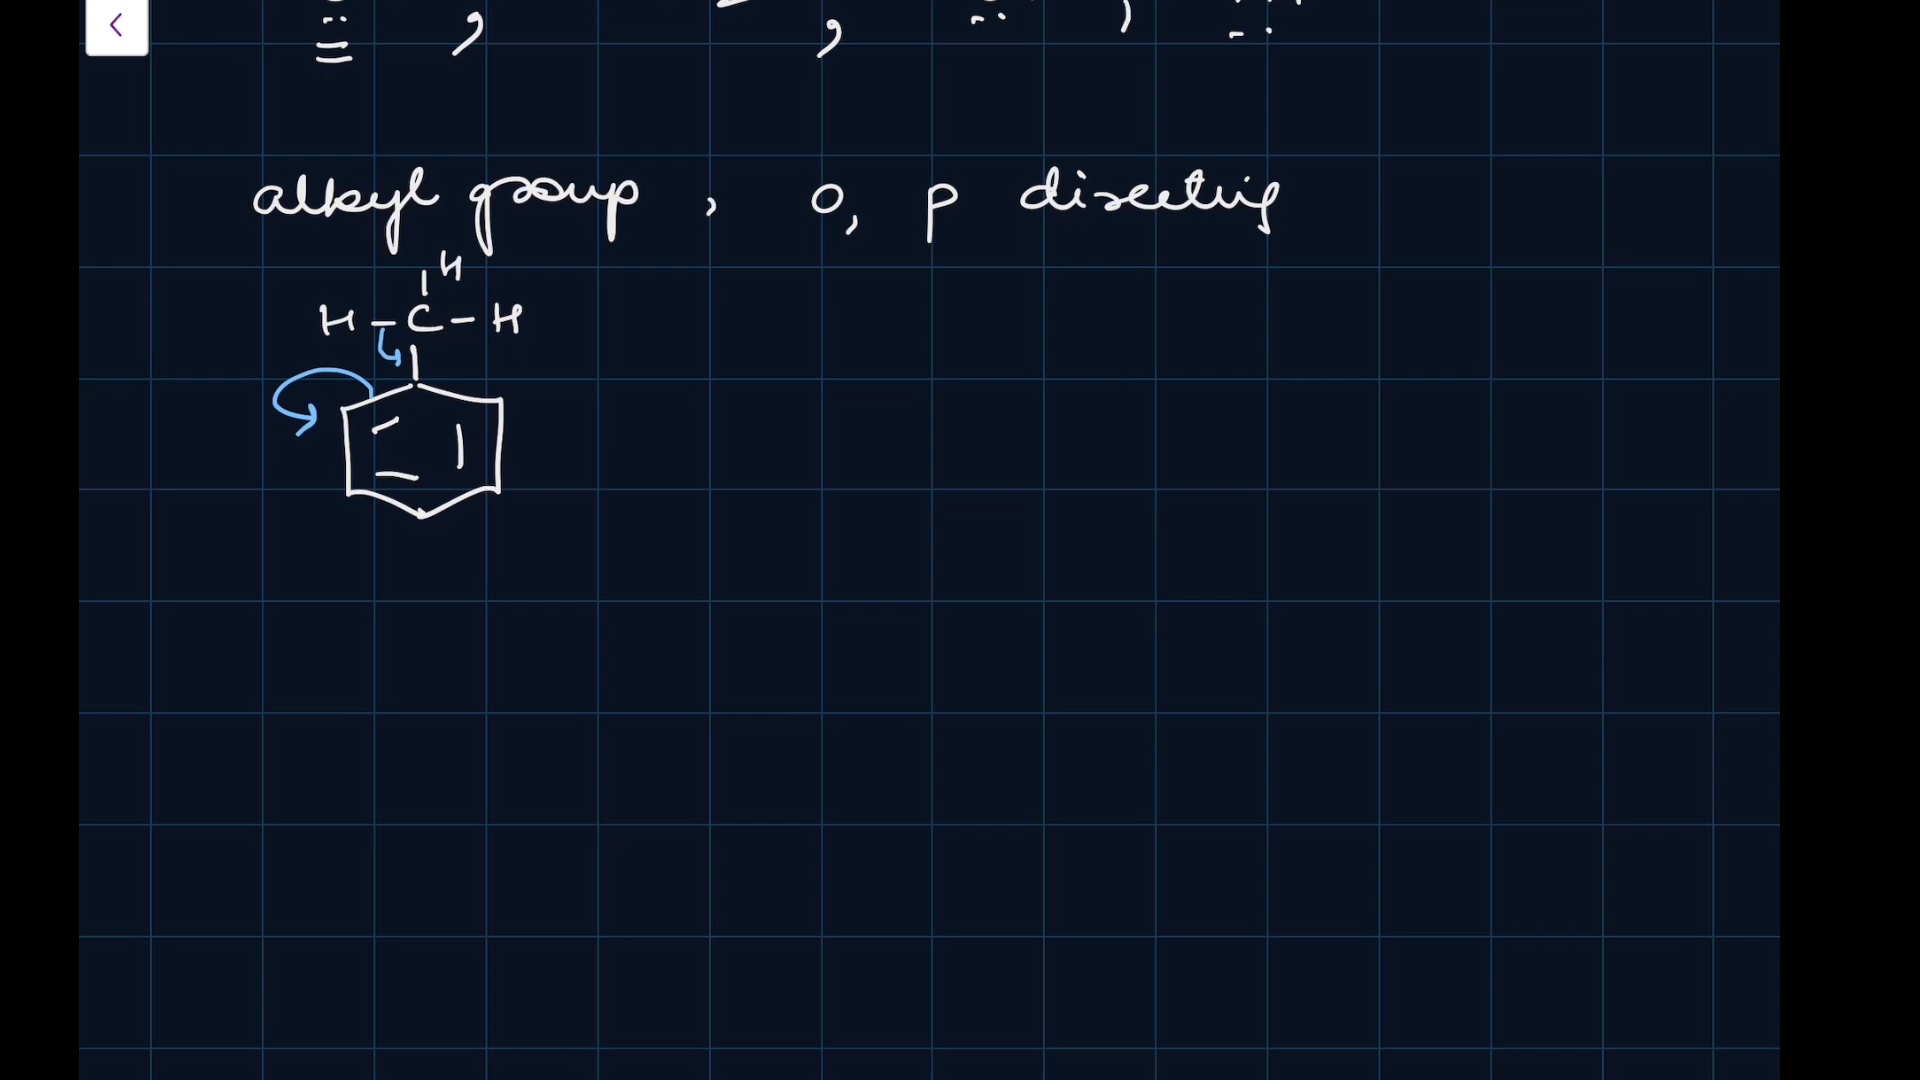 alkyl group , o, p directing
H
H - C - H